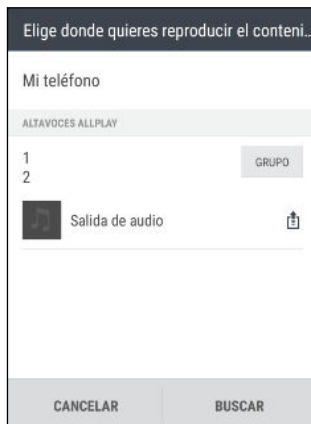 Elige donde quieres reproducir el conteni..
Mi teléfono
ALTAVOCES ALLPLAY
1
GRUPO
2
Salida de audio
CANCELAR
BUSCAR